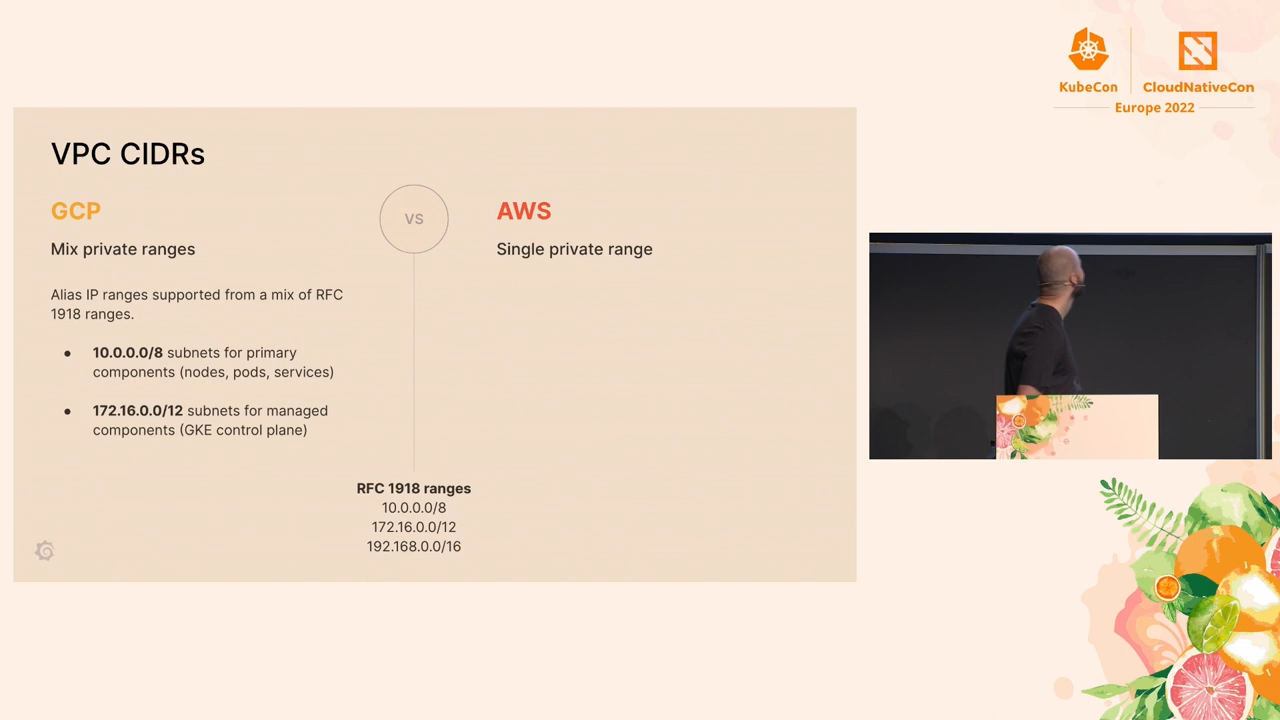 KubeCon
CloudNativeCon
Europe 2022
VPC CIDRs
GCP
VS
AWS
Mix private ranges
Single private range
Alias IP ranges supported from a mix of RFC
1918 ranges.
● 10.0.0.0/8 subnets for primary
components (nodes, pods, services)
● 172.16.0.0/12 subnets for managed
components (GKE control plane)
RFC 1918 ranges
10.0.0.0/8
172.16.0.0/12
192.168.0.0/16